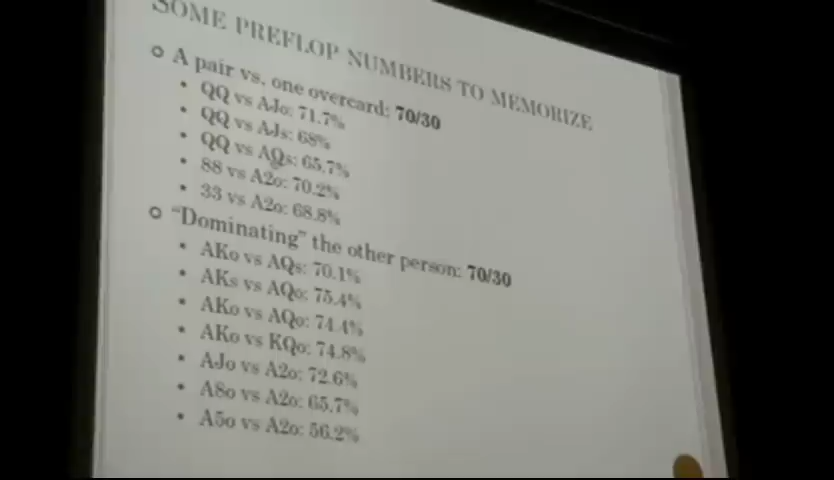 SOME PREFLOP NUMBERS TO MEMORIZE
A pair vs. one overcard: 70/30
QQ vs AJo: 71.7%
QQ vs AJs: 68%
QQ vs AQs: 65.7%
88 vs A2o: 70.2%
33 vs A2o: 68.8%
"Dominating" the other person: 70/30
AKo vs AQs: 70.1%
AKs vs AQo: 75.4%
AKo vs AQo: 74.4%
AKo vs KQo: 74.8%
AJo vs A2o: 72.6%
A8o vs A2o: 65.7%
A5o vs A2o: 56.2%